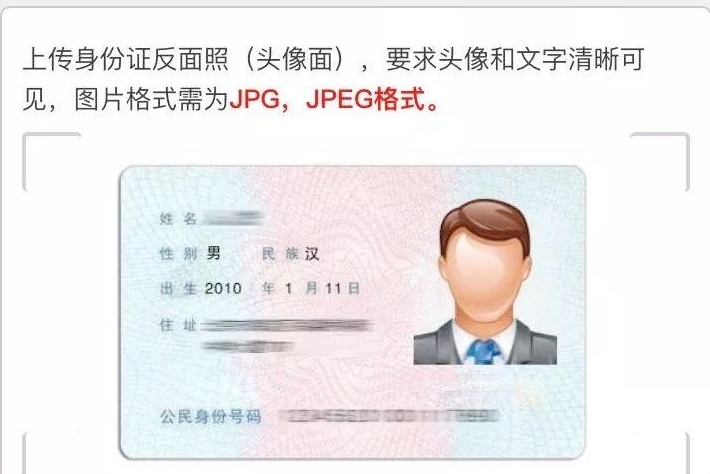 上传身份证反面照（头像面），要求头像和文字清晰可
见，图片格式需为JPG，JPEG格式。
姓 名
性 别 男 民 族 汉
出 生 2010 年 1 月 11 日
住 址
公民身份号码